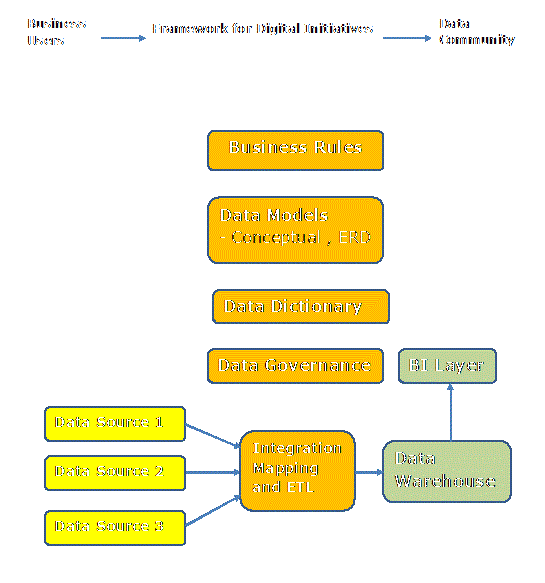 Business
Users
Framework for Digital Initiatives
Data
Community
Business Rules
Data Models
- Conceptual , ERD
Data Dictionary
Data Governance
BI Layer
Data Source 1
Data Source 2
Data Source 3
Integration
Mapping
and ETL
Data
Warehouse